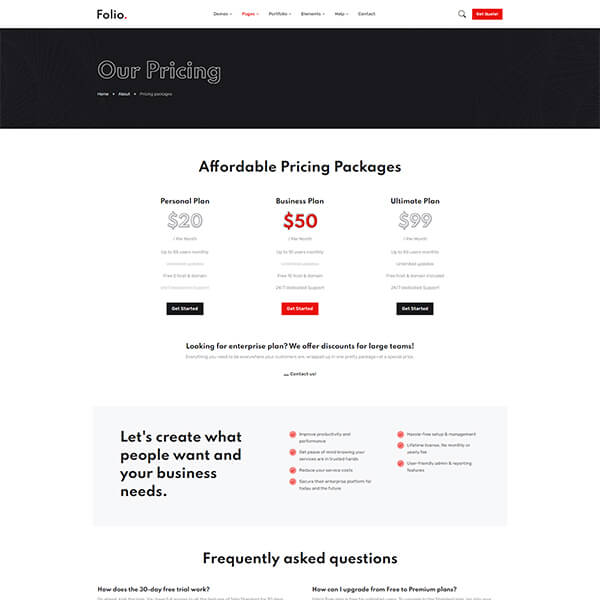 Folio.
Demos Pages Portfolio Elements Help Contact
Get Quote!
Our Pricing
Home About Pricing packages
Affordable Pricing Packages
Personal Plan
$20
/ Per Month
Up to 65 users monthly
Unlimited updates
Free 5 host & domain
24/7 dedicated Support
Get Started
Business Plan
$50
/ Per Month
Up to 10 users monthly
Unlimited updates
Free 10 host & domain
24/7 Dedicated Support
Get Started
Ultimate Plan
$99
/ Per Month
Up to 65 users monthly
Unlimited updates
Free host & domain included
24/7 Dedicated Support
Get Started
Looking for enterprise plan? We offer discounts for large teams!
Everything you need to be everywhere your customers are, wrapped up in one pretty package—at a special price.
Contact us!
Let's create what
people want and
your business
needs.
Improve productivity and
performance
Get peace of mind knowing your
services are in trusted hands
Reduce your service costs
Secure their enterprise platform for
today and the future
Hassle-free setup & management
Lifetime license. No monthly or
yearly fee
User-friendly admin & reporting
features
Frequently asked questions
How does the 30-day free trial work?
How can I upgrade from Free to Premium plans?